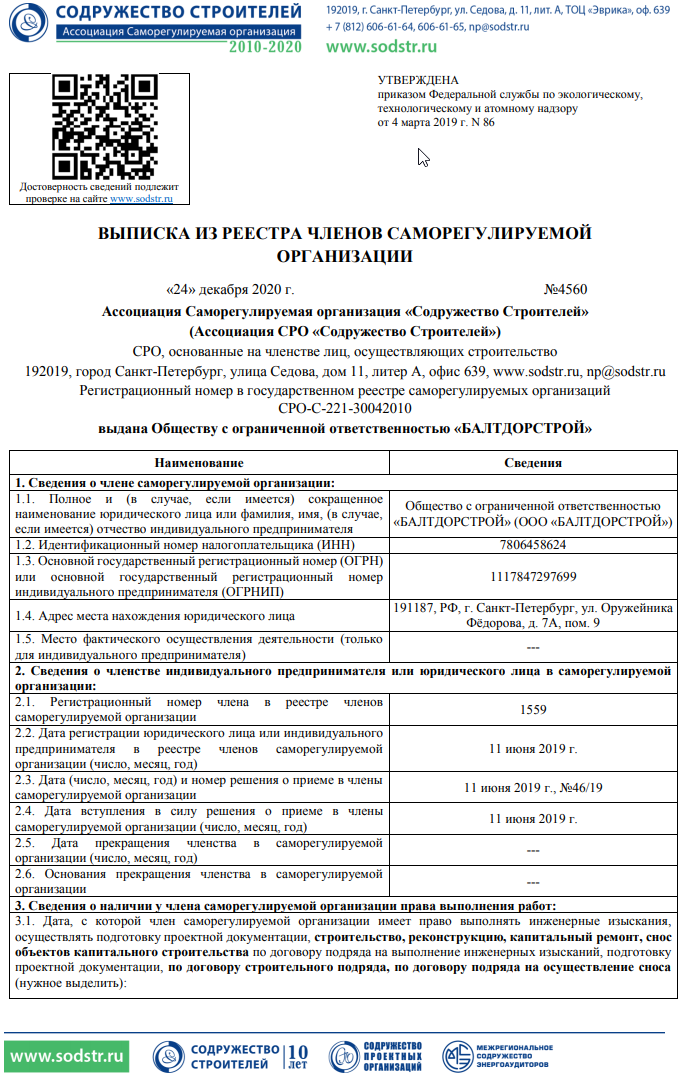 СОДРУЖЕСТВО СТРОИТЕЛЕЙ
Ассоциация Саморегулируемая организация
2010-2020
192019, г. Санкт-Петербург, ул. Седова, д. 11, лит. А, ТОЦ «Эврика», оф. 639
+ 7 (812) 606-61-64, 606-61-65, np@sodstr.ru
www.sodstr.ru
Достоверность сведений подлежит
проверке на сайте www.sodstr.ru
УТВЕРЖДЕНА
приказом Федеральной службы по экологическому,
технологическому и атомному надзору
от 4 марта 2019 г. N 86
ВЫПИСКА ИЗ РЕЕСТРА ЧЛЕНОВ САМОРЕГУЛИРУЕМОЙ
ОРГАНИЗАЦИИ
«24» декабря 2020 г. №4560
Ассоциация Саморегулируемая организация «Содружество Строителей»
(Ассоциация СРО «Содружество Строителей»)
СРО, основанные на членстве лиц, осуществляющих строительство
192019, город Санкт-Петербург, улица Седова, дом 11, литер А, офис 639, www.sodstr.ru, np@sodstr.ru
Регистрационный номер в государственном реестре саморегулируемых организаций
СРО-С-221-30042010
выдана Обществу с ограниченной ответственностью «БАЛТДОРСТРОЙ»
Наименование Сведения
1. Сведения о члене саморегулируемой организации:
1.1. Полное и (в случае, если имеется) сокращенное
наименование юридического лица или фамилия, имя, (в случае,
если имеется) отчество индивидуального предпринимателя
Общество с ограниченной ответственностью
«БАЛТДОРСТРОЙ» (ООО «БАЛТДОРСТРОЙ»)
1.2. Идентификационный номер налогоплательщика (ИНН) 7806458624
1.3. Основной государственный регистрационный номер (ОГРН)
или основной государственный регистрационный номер
индивидуального предпринимателя (ОГРНИП)
1117847297699
1.4. Адрес места нахождения юридического лица
191187, РФ, г. Санкт-Петербург, ул. Оружейника
Фёдорова, д. 7А, пом. 9
1.5. Место фактического осуществления деятельности (только
для индивидуального предпринимателя)
---
2. Сведения о членстве индивидуального предпринимателя или юридического лица в саморегулируемой
организации:
2.1. Регистрационный номер члена в реестре членов
саморегулируемой организации
1559
2.2. Дата регистрации юридического лица или индивидуального
предпринимателя в реестре членов саморегулируемой
организации (число, месяц, год)
11 июня 2019 г.
2.3. Дата (число, месяц, год) и номер решения о приеме в члены
саморегулируемой организации
11 июня 2019 г., №46/19
2.4. Дата вступления в силу решения о приеме в члены
саморегулируемой организации (число, месяц, год)
11 июня 2019 г.
2.5. Дата прекращения членства в саморегулируемой
организации (число, месяц, год)
---
2.6. Основания прекращения членства в саморегулируемой
организации
---
3. Сведения о наличии у члена саморегулируемой организации права выполнения работ:
3.1. Дата, с которой член саморегулируемой организации имеет право выполнять инженерные изыскания,
осуществлять подготовку проектной документации, строительство, реконструкцию, капитальный ремонт, снос
объектов капитального строительства по договору подряда на выполнение инженерных изысканий, подготовку
проектной документации, по договору строительного подряда, по договору подряда на осуществление сноса
(нужное выделить):
www.sodstr.ru
СОДРУЖЕСТВО
СТРОИТЕЛЕЙ
10
лет
СОДРУЖЕСТВО
ПРОЕКТНЫХ
ОРГАНИЗАЦИЙ
МЕЖРЕГИОНАЛЬНОЕ
СОДРУЖЕСТВО
ЭНЕРГОАУДИТОРОВ